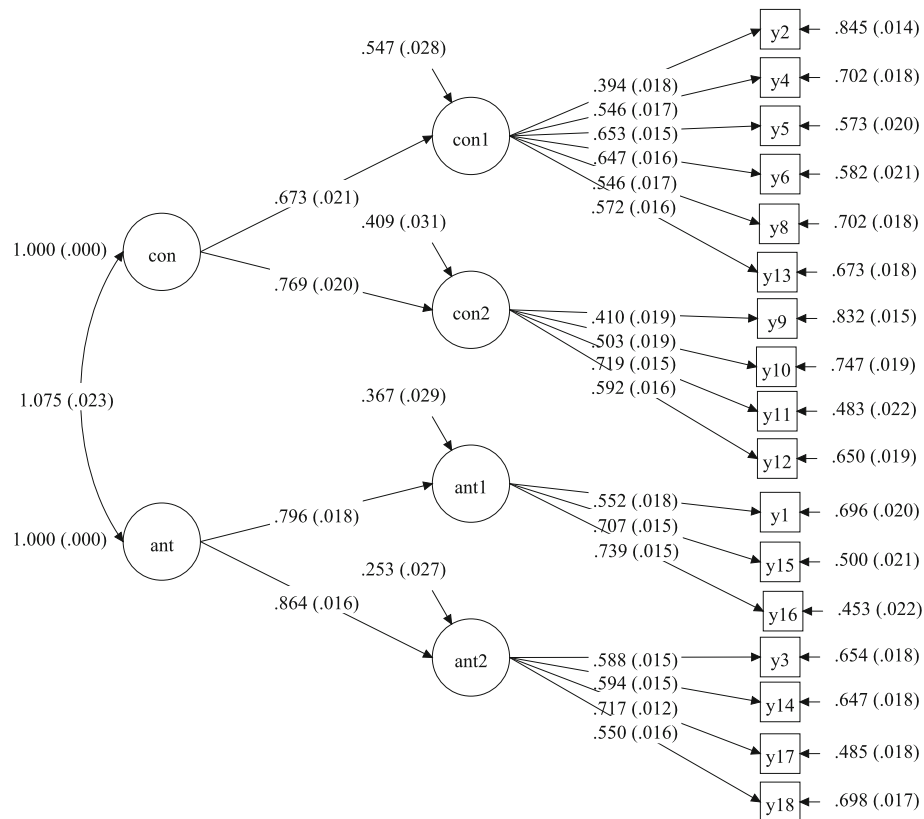 y2
.845 (.014)
.547 (.028)
y4
.702 (.018)
.394 (.018)
.546 (.017)
y5
.573 (.020)
con1
.653 (.015)
.647 (.016)
y6
.582 (.021)
.546 (.017)
.673 (.021)
.572 (.016)
.409 (.031)
y8
.702 (.018)
1.000 (.000)
con
y13
.673 (.018)
.769 (.020)
con2
.410 (.019)
y9
.832 (.015)
.503 (.019)
.719 (.015)
y10
.747 (.019)
.592 (.016)
1.075 (.023)
.367 (.029)
y11
.483 (.022)
y12
.650 (.019)
ant1
.552 (.018)
y1
.696 (.020)
.796 (.018)
.707 (.015)
1.000 (.000)
ant
.739 (.015)
y15
.500 (.021)
.253 (.027)
.864 (.016)
y16
.453 (.022)
ant2
.588 (.015)
y3
.654 (.018)
.594 (.015)
y14
.647 (.018)
.717 (.012)
.550 (.016)
y17
.485 (.018)
y18
.698 (.017)